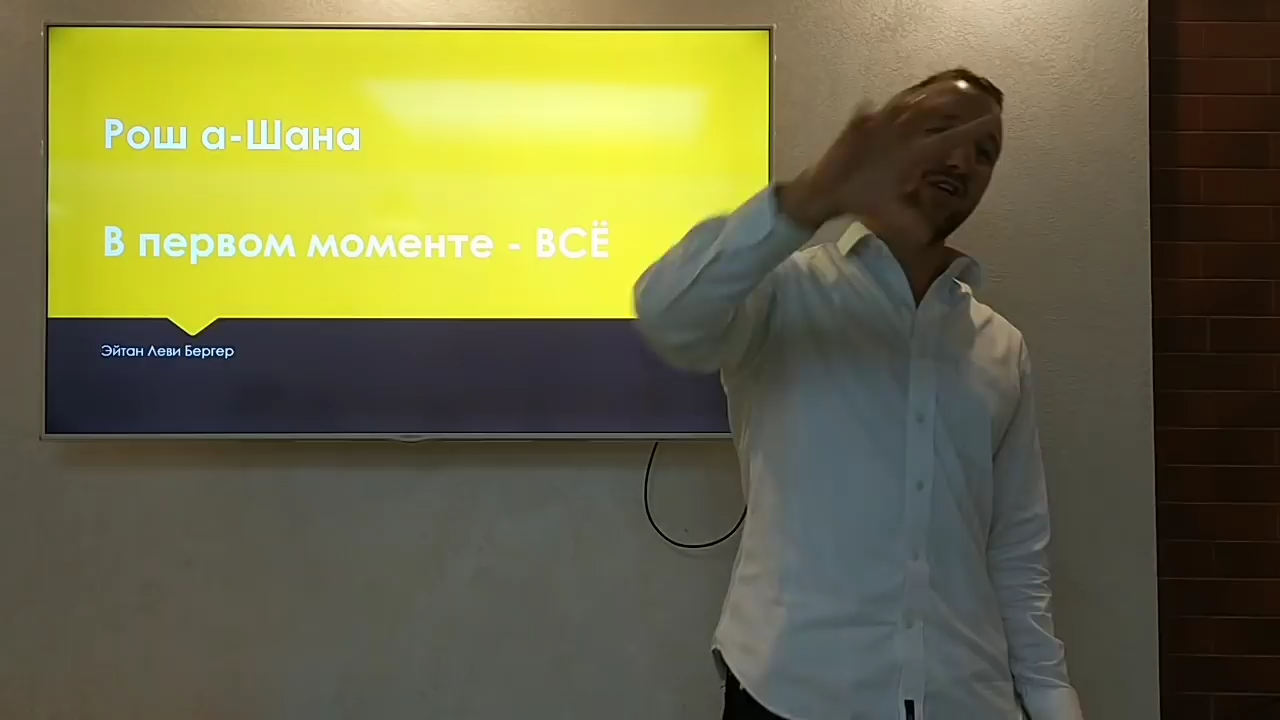 Рош а-Шана
В первом моменте - ВСЁ
Эйтан Леви Бергер